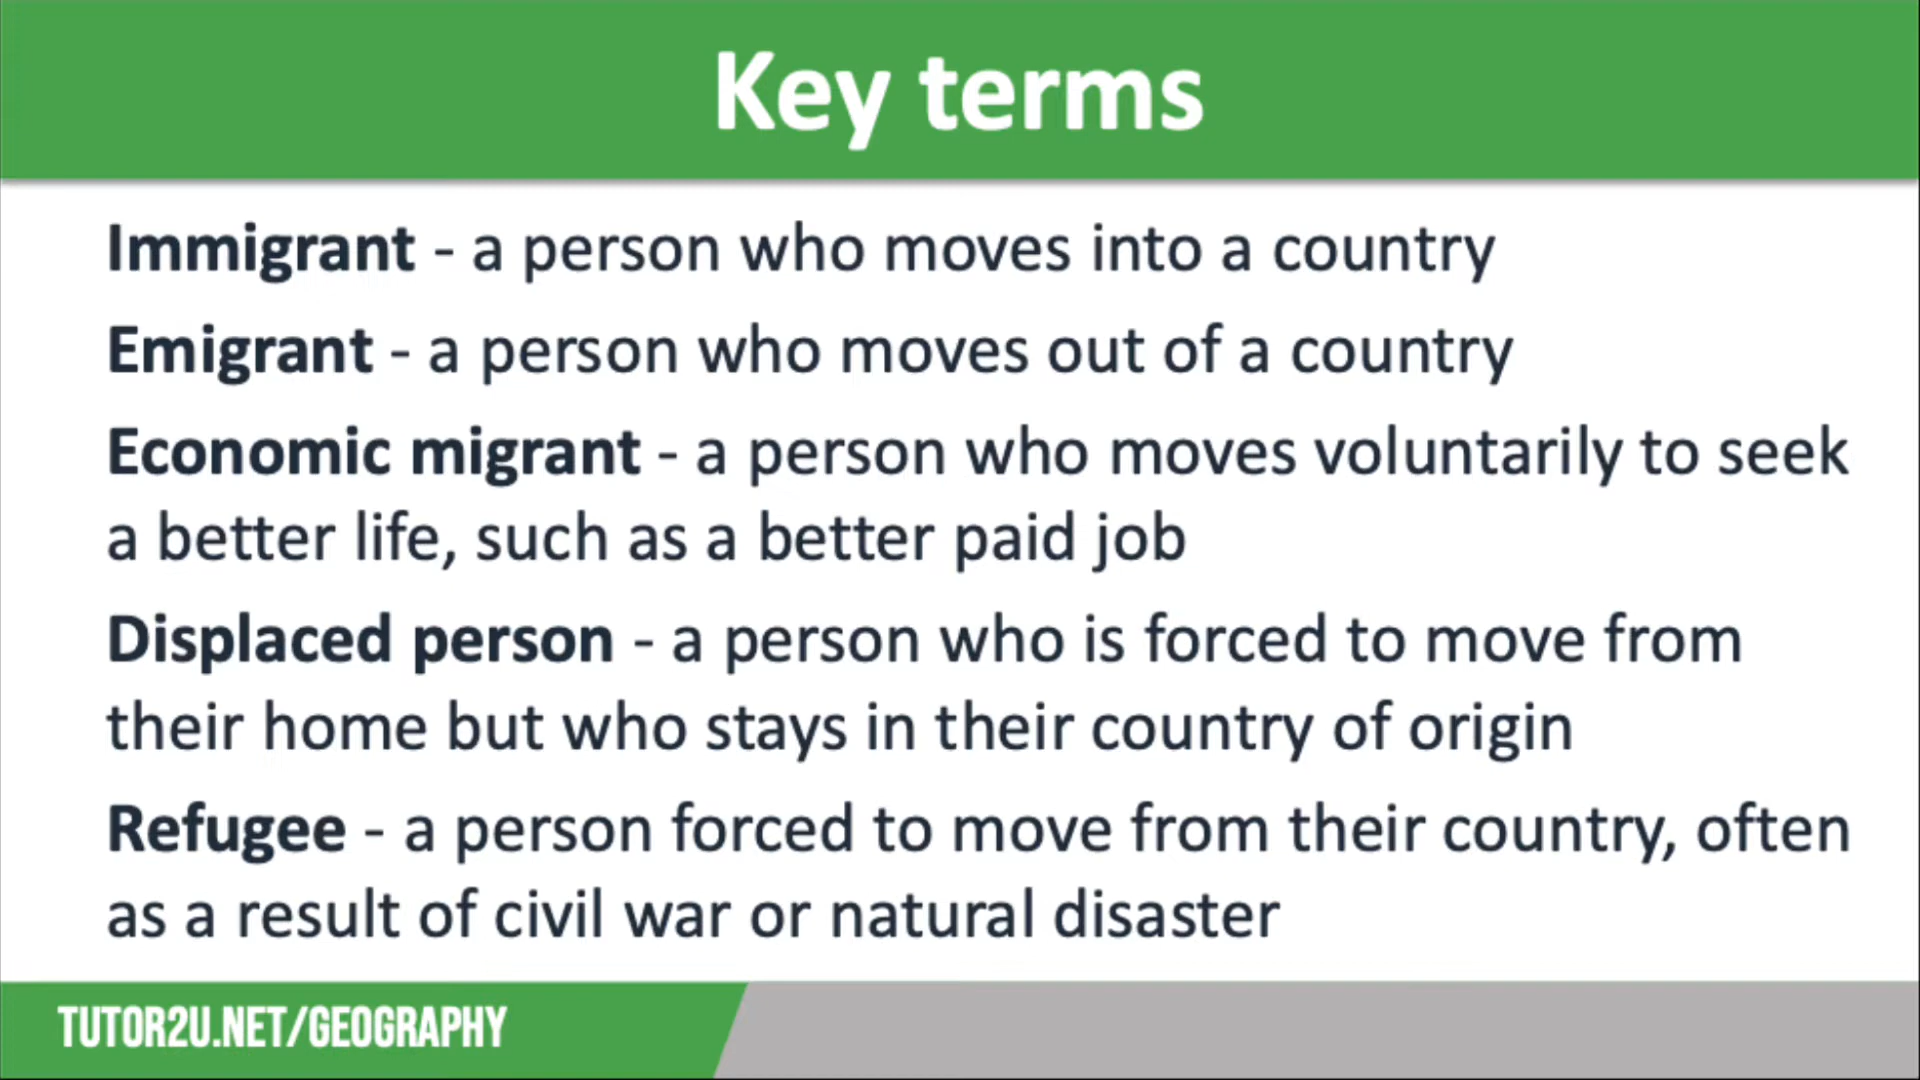 Key terms
Immigrant - a person who moves into a country
Emigrant - a person who moves out of a country
Economic migrant - a person who moves voluntarily to seek
a better life, such as a better paid job
Displaced person - a person who is forced to move from
their home but who stays in their country of origin
Refugee - a person forced to move from their country, often
as a result of civil war or natural disaster
TUTOR2U.NET/GEOGRAPHY